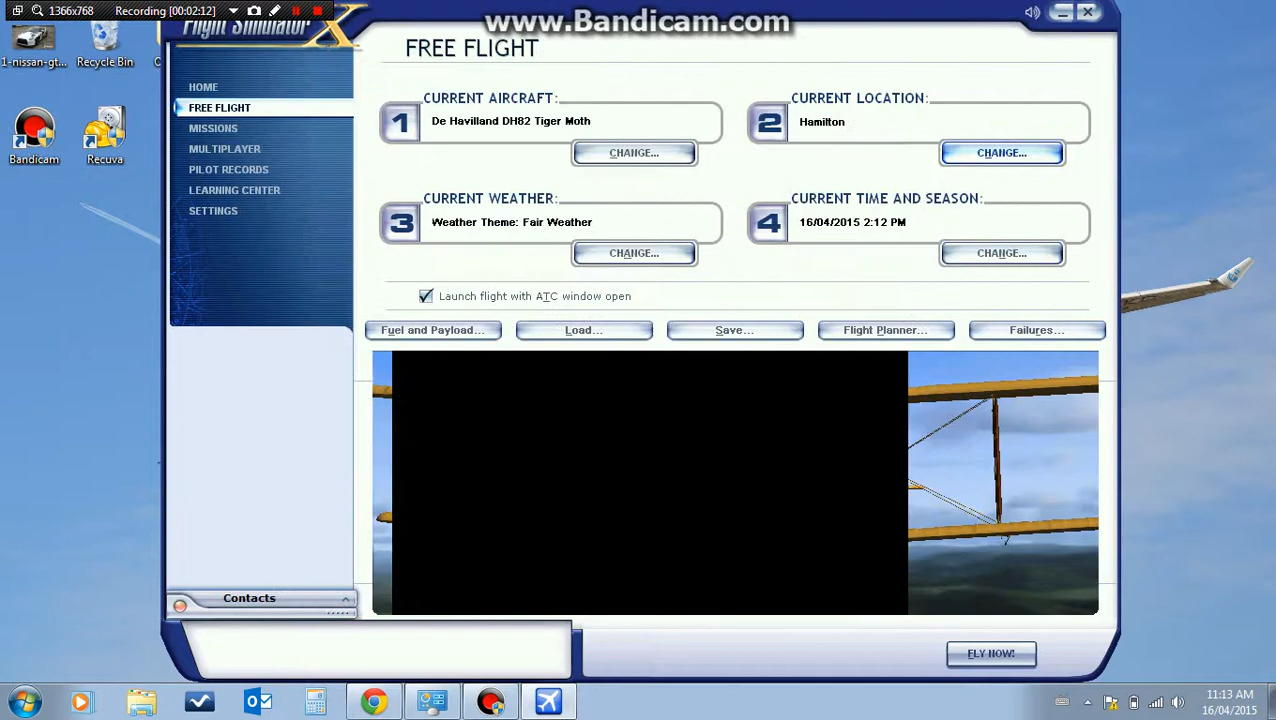 1366x768 Recording [00:02:12]
www.Bandicam.com
Flight Simulator X
1-nissan-gt...
Recycle Bin
Bandicam
Recuva
HOME
FREE FLIGHT
MISSIONS
MULTIPLAYER
PILOT RECORDS
LEARNING CENTER
SETTINGS
FREE FLIGHT
CURRENT AIRCRAFT:
1
De Havilland DH82 Tiger Moth
CHANGE...
CURRENT LOCATION:
2
Hamilton
CHANGE...
CURRENT WEATHER:
3
Weather Theme: Fair Weather
CHANGE...
CURRENT TIME AND SEASON:
4
16/04/2015 2:12 PM
CHANGE...
Launch flight with ATC window open
Fuel and Payload... Load... Save... Flight Planner... Failures...
Contacts
FLY NOW!
11:13 AM
16/04/2015